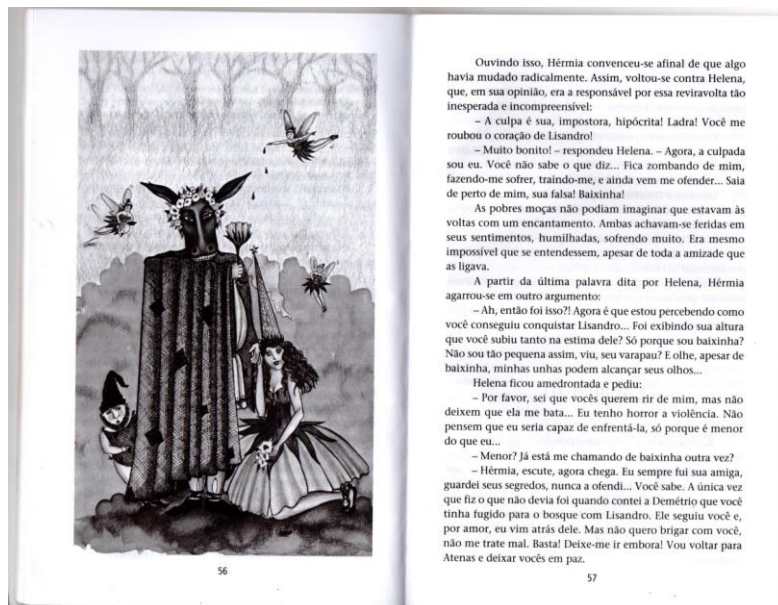 Ouvindo isso, Hérmia convenceu-se afinal de que algo
havia mudado radicalmente. Assim, voltou-se contra Helena,
que, em sua opinião, era a responsável por essa reviravolta tão
inesperada e incompreensível:
– A culpa é sua, impostora, hipócrita! Ladra! Você me
roubou o coração de Lisandro!
– Muito bonito! – respondeu Helena. – Agora, a culpada
sou eu. Você não sabe o que diz... Fica zombando de mim,
fazendo-me sofrer, traindo-me, e ainda vem me ofender... Saia
de perto de mim, sua falsa! Baixinha!
As pobres moças não podiam imaginar que estavam às
voltas com um encantamento. Ambas achavam-se feridas em
seus sentimentos, humilhadas, sofrendo muito. Era mesmo
impossível que se entendessem, apesar de toda a amizade que
as ligava.
A partir da última palavra dita por Helena, Hérmia
agarrou-se em outro argumento:
– Ah, então foi isso?! Agora é que estou percebendo como
você conseguiu conquistar Lisandro... Foi exibindo sua altura
que você subiu tanto na estima dele? Só porque sou baixinha?
Não sou tão pequena assim, viu, seu varapau? E olhe, apesar de
baixinha, minhas unhas podem alcançar seus olhos...
Helena ficou amedrontada e pediu:
– Por favor, sei que vocês querem rir de mim, mas não
deixem que ela me bata... Eu tenho horror a violência. Não
pensem que eu seria capaz de enfrentá-la, só porque é menor
do que eu...
– Menor? Já está me chamando de baixinha outra vez?
– Hérmia, escute, agora chega. Eu sempre fui sua amiga,
guardei seus segredos, nunca a ofendi... Você sabe. A única vez
que fiz o que não devia foi quando contei a Demétrio que você
tinha fugido para o bosque com Lisandro. Ele seguiu você e,
por amor, eu vim atrás dele. Mas não quero brigar com você,
não me trate mal. Basta! Deixe-me ir embora! Vou voltar para
Atenas e deixar vocês em paz.
56
57